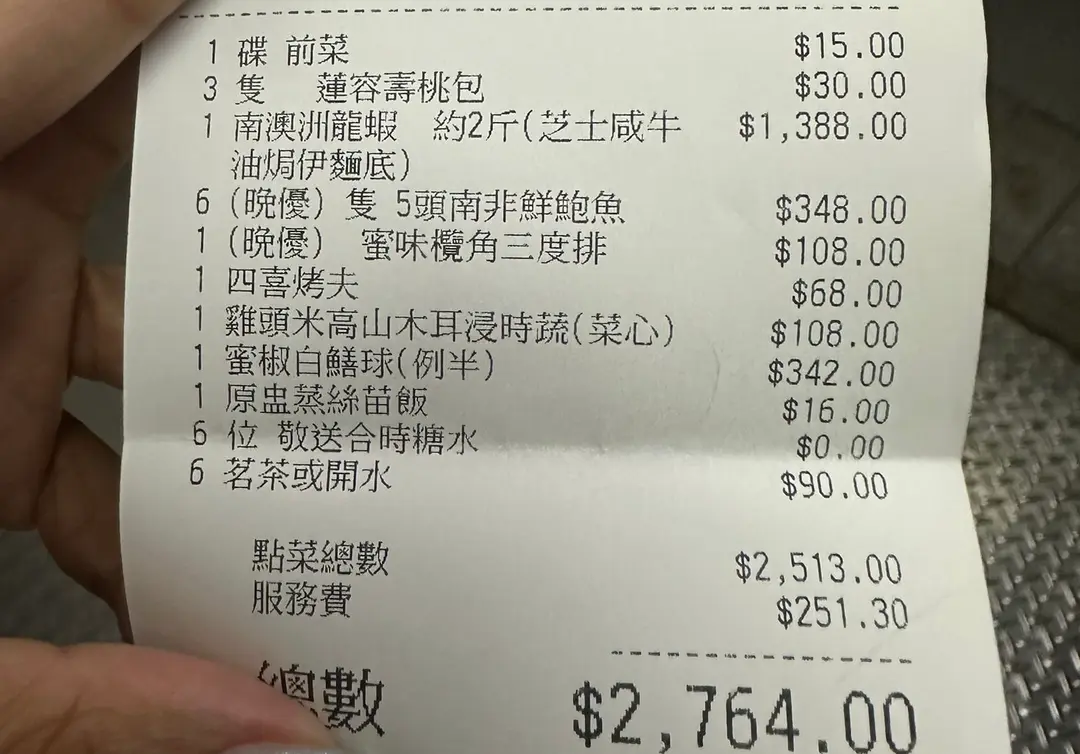 1 碟 前菜 $15.00
3 隻 蓮容壽桃包 $30.00
1 南澳洲龍蝦 約2斤(芝士咸牛 $1,388.00
油焗伊麵底)
6 (晚優) 隻 5頭南非鮮鮑魚 $348.00
1 (晚優) 蜜味欖角三度排 $108.00
1 四喜烤夫 $68.00
1 雞頭米高山木耳浸時蔬(菜心) $108.00
1 蜜椒白鱔球(例半) $342.00
1 原盅蒸絲苗飯 $16.00
6 位 敬送合時糖水 $0.00
6 茗茶或開水 $90.00
點菜總數 $2,513.00
服務費 $251.30
總數 $2,764.00